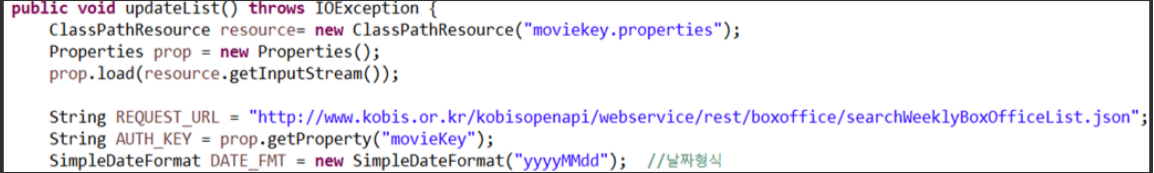 public void updateList() throws IOException {
ClassPathResource resource= new ClassPathResource("moviekey.properties");
Properties prop = new Properties();
prop.load(resource.getInputStream());
String REQUEST_URL = "http://www.kobis.or.kr/kobisopenapi/webservice/rest/boxoffice/searchWeeklyBoxOfficeList.json";
String AUTH_KEY = prop.getProperty("movieKey");
SimpleDateFormat DATE_FMT = new SimpleDateFormat("yyyyMMdd");  //날짜형식